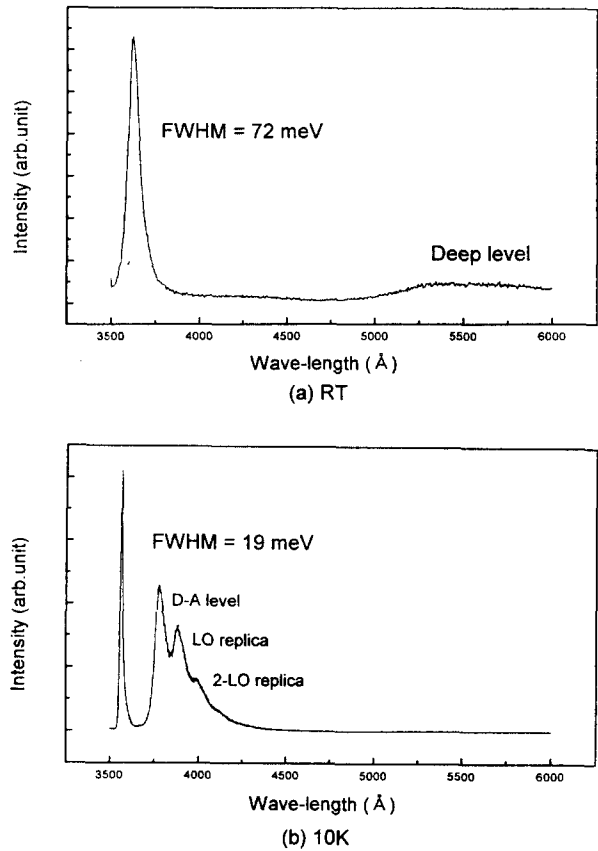 Intensity (arb.unit)
FWHM = 72 meV
Deep level
3500 4000 4500 5000 5500 6000
Wave-length ( Å )
(a) RT
Intensity (arb.unit)
FWHM = 19 meV
D-A level
LO replica
2-LO replica
3500 4000 4500 5000 5500 6000
Wave-length ( Å )
(b) 10K